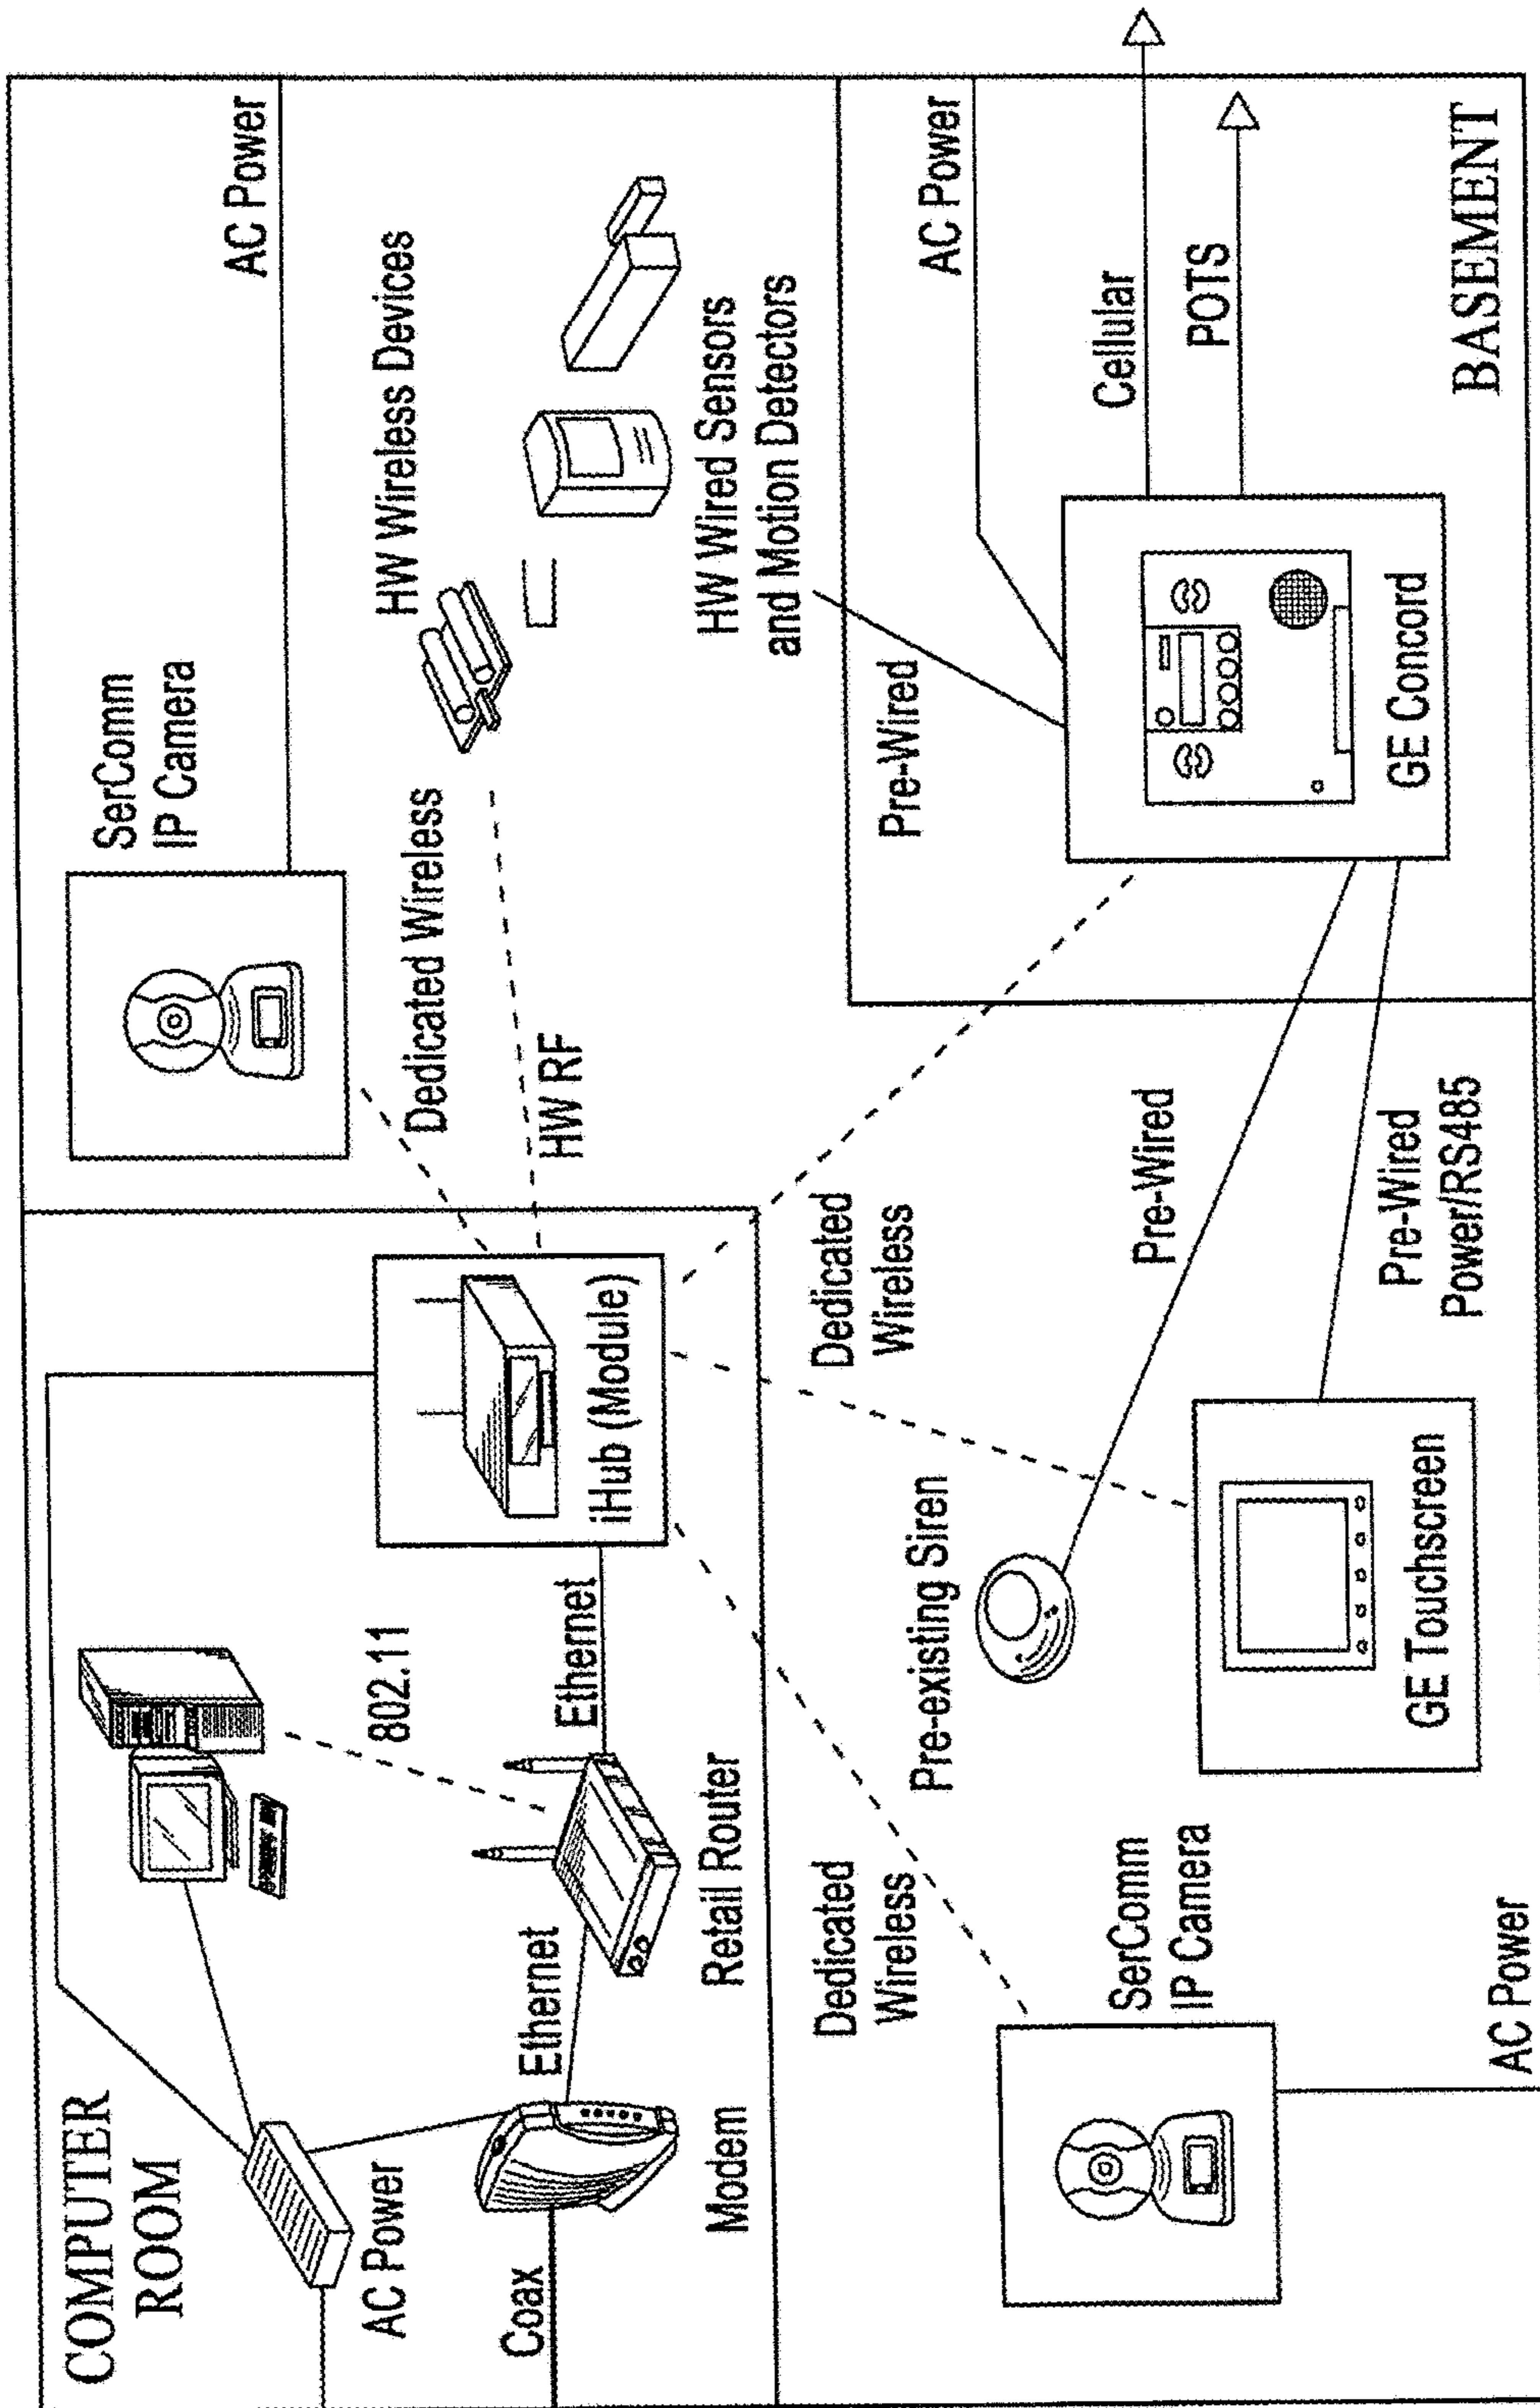 COMPUTER
ROOM
AC Power
Coax
Modem
Ethernet
Retail Router
802.11
Ethernet
iHub (Module)
SerComm
IP Camera
AC Power
Dedicated Wireless
HW RF
HW Wireless Devices
HW Wired Sensors
and Motion Detectors
Dedicated
Wireless
SerComm
IP Camera
AC Power
Pre-existing Siren
GE Touchscreen
Dedicated
Wireless
Pre-Wired
Pre-Wired
Power/RS485
Pre-Wired
AC Power
Cellular
POTS
GE Concord
BASEMENT